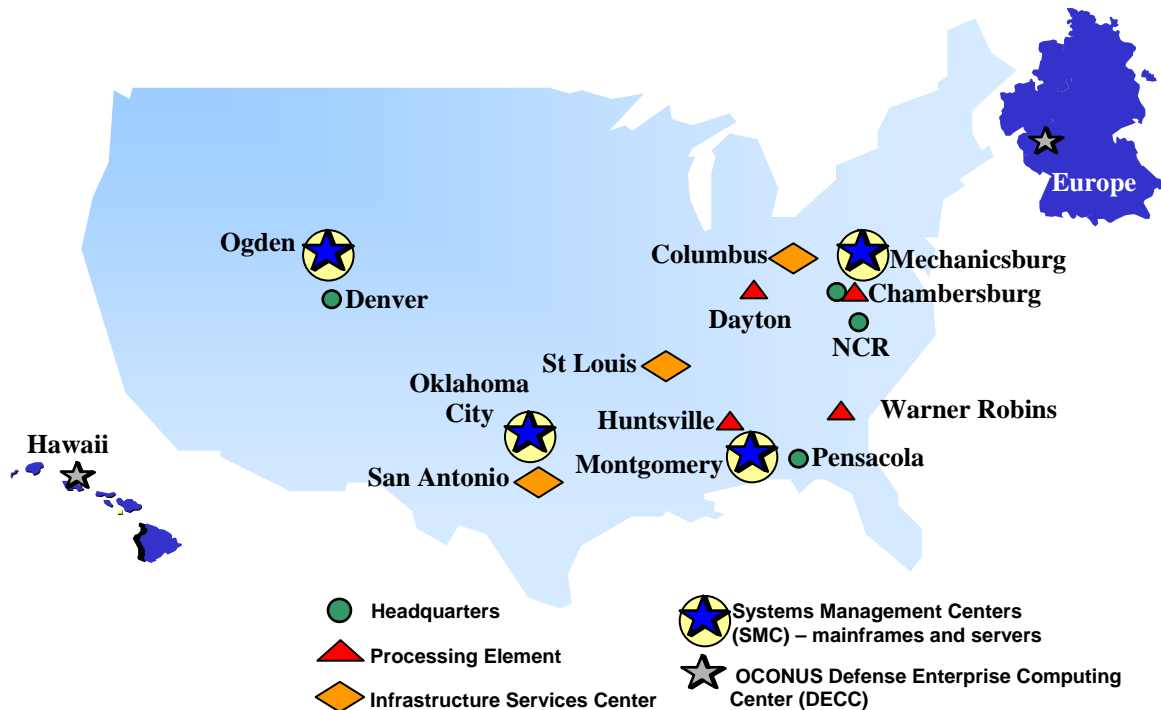 Europe
Ogden
Denver
Columbus
Mechanicsburg
Chambersburg
Dayton
NCR
St Louis
Oklahoma
City
Huntsville
Warner Robins
Hawaii
San Antonio
Montgomery
Pensacola
Headquarters
Processing Element
Infrastructure Services Center
Systems Management Centers
(SMC) – mainframes and servers
OCONUS Defense Enterprise Computing
Center (DECC)